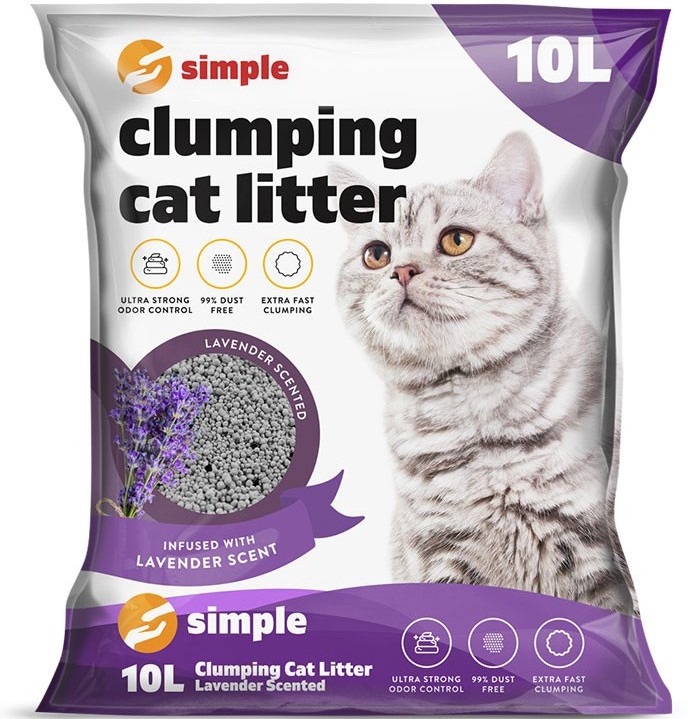 simple
10L
clumping
cat litter
ULTRA STRONG
ODOR CONTROL
99% DUST
FREE
EXTRA FAST
CLUMPING
LAVENDER SCENTED
INFUSED WITH
LAVENDER SCENT
simple
10L
Clumping Cat Litter
Lavender Scented
ULTRA STRONG
ODOR CONTROL
99% DUST
FREE
EXTRA FAST
CLUMPING